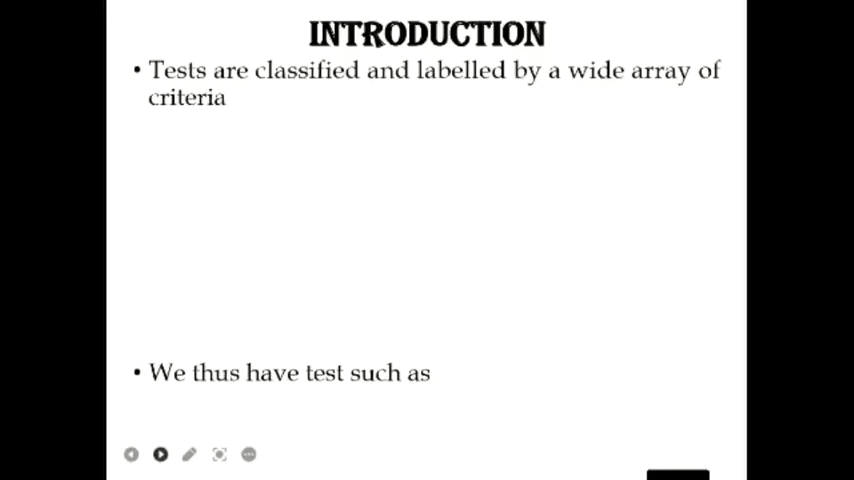 INTRODUCTION
• Tests are classified and labelled by a wide array of
criteria
• We thus have test such as